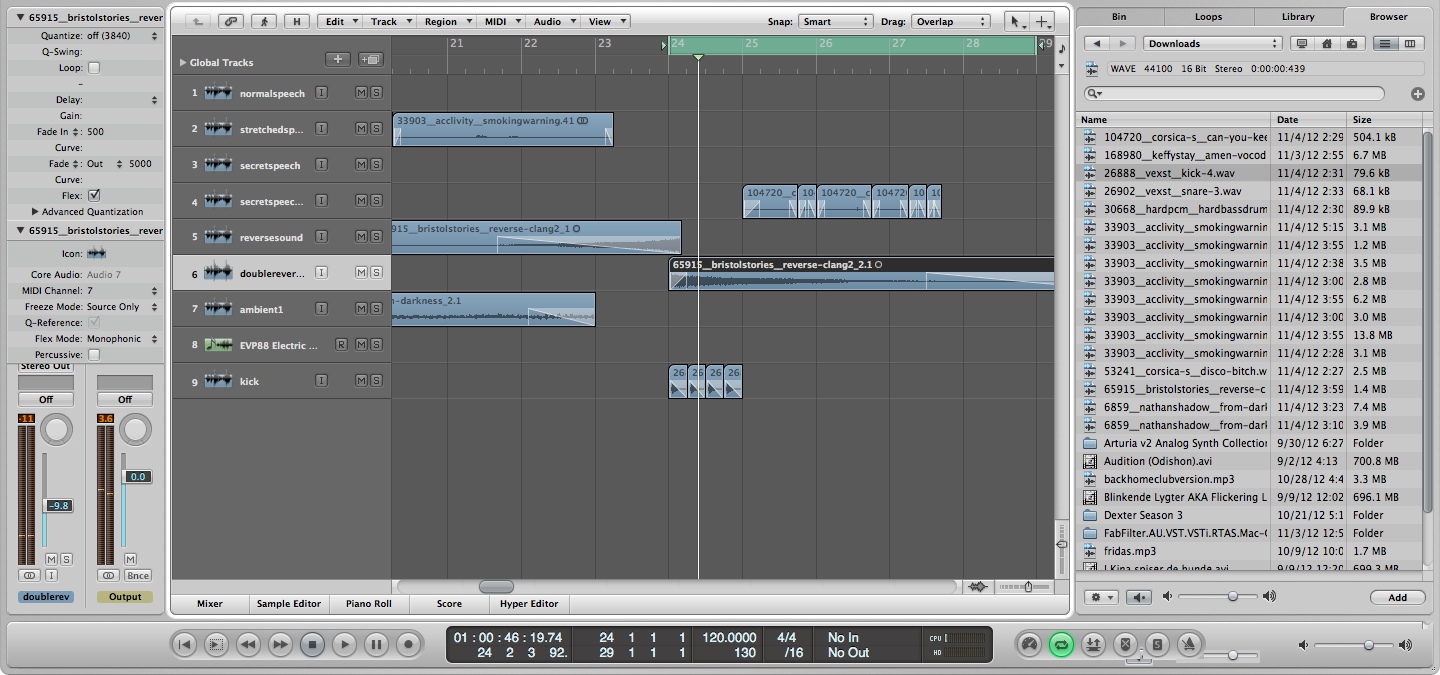 65915__bristolstories__rever
Quantize: off (3840)
Q-Swing:
Loop:
Delay:
Gain:
Fade In : 500
Curve:
Fade : Out 5000
Curve:
Flex:
Advanced Quantization
65915__bristolstories__rever
Icon:
Core Audio: Audio 7
MIDI Channel: 7
Freeze Mode: Source Only
Q-Reference:
Flex Mode: Monophonic
Percussive:
Stereo Out
Off Off
-11 3.6
0.0
-9.8
M S M
I Bnce
doublerev Output
H Edit Track Region MIDI Audio View Snap: Smart Drag: Overlap
21 22 23 24 25 26 27 28 29
Global Tracks
1 normalspeech I M S
2 stretchedsp... I M S
33903__acclivity__smokingwarning.41
3 secretspeech I M S
4 secretspeec... I M S
104720__c 10 104720__c 10472 10 10
5 reversesound I M S
915__bristolstories__reverse-clang2_1
6 doublerever... I M S
65915__bristolstories__reverse-clang2_2.1
7 ambient1 I M S
n-darkness_2.1
8 EVP88 Electric ... R M S
9 kick I M S
26 26 26 26
Mixer Sample Editor Piano Roll Score Hyper Editor
Bin Loops Library Browser
Downloads
WAVE 44100 16 Bit Stereo 0:00:00:439
Name Date Size
104720__corsica-s__can-you-kee 11/4/12 2:29 504.1 kB
168980__keffystay__amen-vocod 11/3/12 2:55 6.7 MB
26888__vexst__kick-4.wav 11/4/12 2:31 79.6 kB
26902__vexst__snare-3.wav 11/4/12 2:33 68.1 kB
30668__hardpcm__hardbassdrum 11/4/12 2:30 89.9 kB
33903__acclivity__smokingwarnin 11/4/12 5:15 3.1 MB
33903__acclivity__smokingwarnin 11/4/12 3:55 1.2 MB
33903__acclivity__smokingwarnin 11/4/12 2:38 3.5 MB
33903__acclivity__smokingwarnin 11/4/12 3:00 2.8 MB
33903__acclivity__smokingwarnin 11/4/12 3:55 6.2 MB
33903__acclivity__smokingwarnin 11/4/12 3:00 3.0 MB
33903__acclivity__smokingwarnin 11/4/12 3:55 13.8 MB
33903__acclivity__smokingwarnin 11/4/12 2:28 3.1 MB
53241__corsica-s__disco-bitch.w 11/4/12 2:27 2.5 MB
65915__bristolstories__reverse-c 11/4/12 3:59 1.4 MB
6859__nathanshadow__from-dark 11/4/12 3:23 7.4 MB
6859__nathanshadow__from-dark 11/4/12 3:10 3.9 MB
Arturia v2 Analog Synth Collection 9/30/12 6:27 Folder
Audition (Odishon).avi 9/2/12 4:13 700.8 MB
backhomeclubversion.mp3 10/28/12 4:4 3.3 MB
Blinkende Lygter AKA Flickering L 9/9/12 12:02 696.1 MB
Dexter Season 3 10/21/12 5:1 Folder
FabFilter.AU.VST.VSTi.RTAS.Mac-( 11/3/12 12:5 Folder
fridas.mp3 10/9/12 10:0 1.7 MB
I Kina spiser de hunde.avi 9/9/12 12:20 699.3 MB
Add
01 : 00 : 46 : 19.74 24 1 1 1 120.0000 4/4 No In CPU
24 2 3 92. 29 1 1 1 130 /16 No Out HD
S